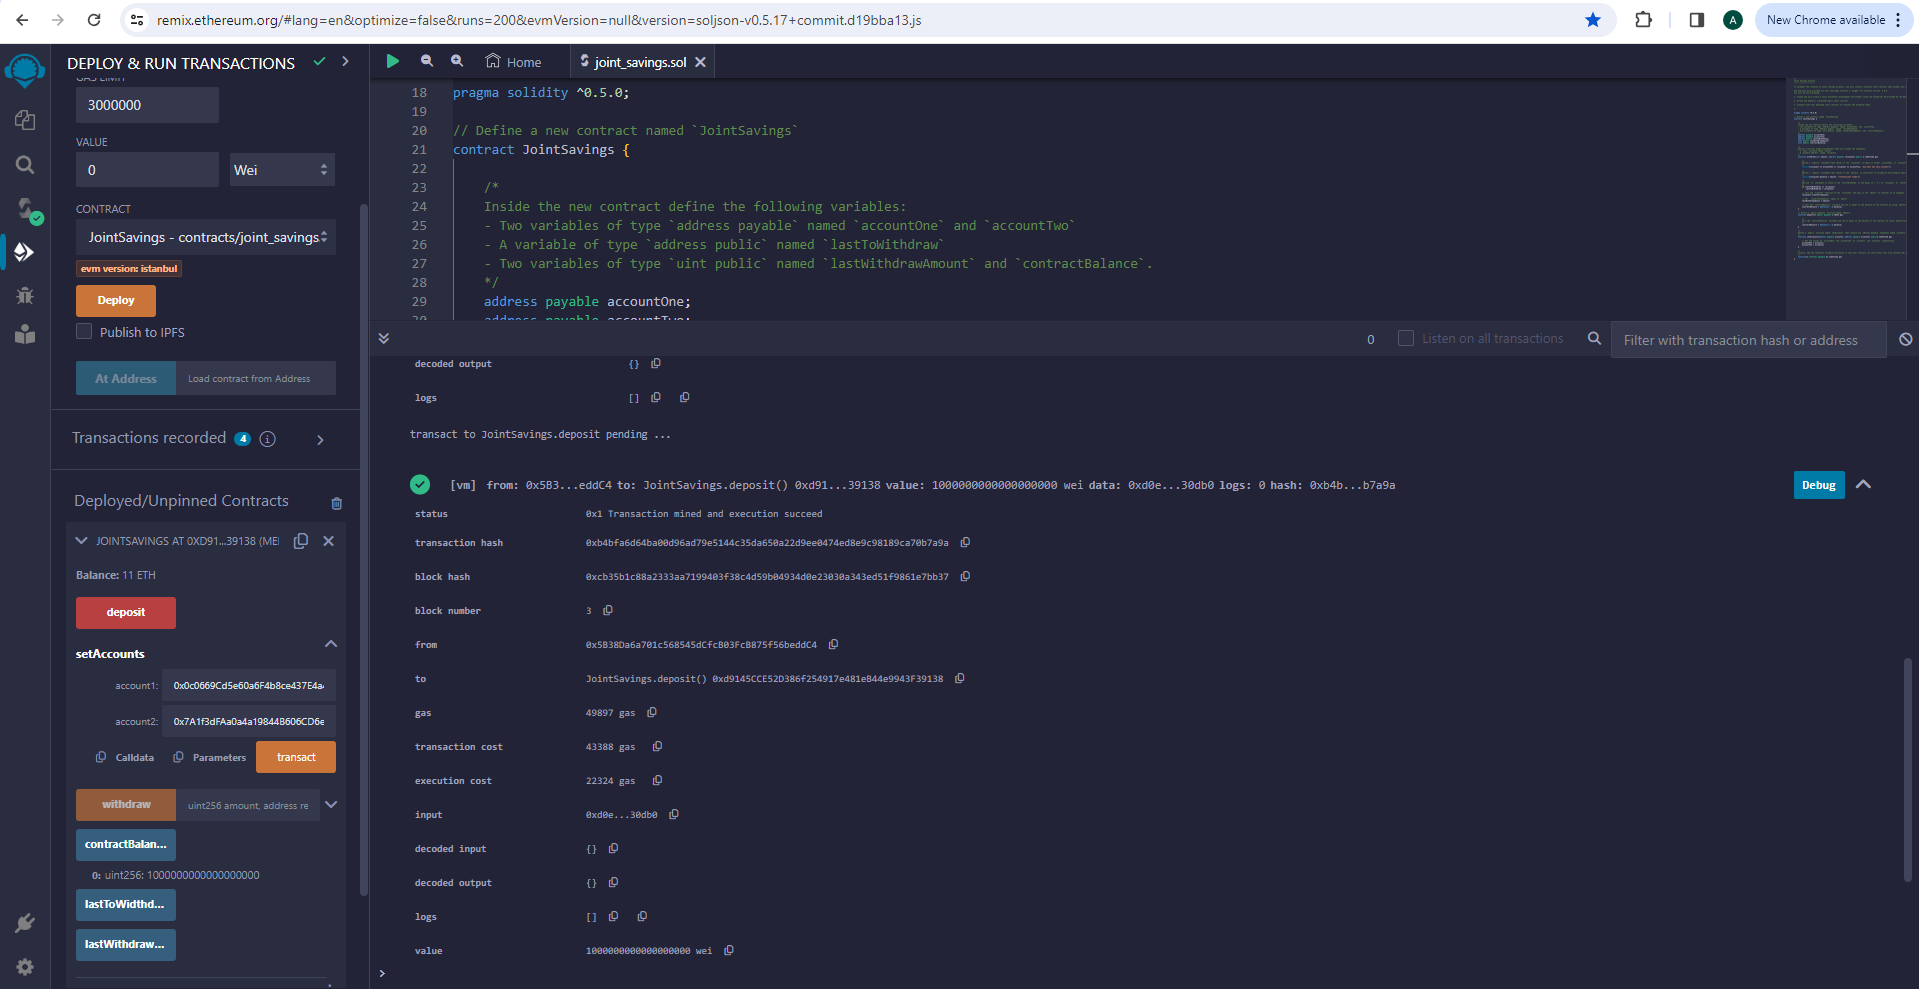 remix.ethereum.org/#lang=en&optimize=false&runs=200&evmVersion=null&version=soljson-v0.5.17+commit.d19bba13.js
A
New Chrome available
DEPLOY & RUN TRANSACTIONS
GAS LIMIT
3000000
VALUE
0
Wei
CONTRACT
JointSavings - contracts/joint_savings.
evm version: istanbul
Deploy
Publish to IPFS
At Address
Load contract from Address
Transactions recorded 4 i
Deployed/Unpinned Contracts
JOINTSAVINGS AT 0XD91...39138 (ME
Balance: 11 ETH
deposit
setAccounts
account1: 0x0c0669Cd5e60a6F4b8ce437E4a
account2: 0x7A1f3dFAa0a4a19844B606CD6e
Calldata
Parameters
transact
withdraw
uint256 amount, address re
contractBalan...
0: uint256: 1000000000000000000
lastToWidthd...
lastWithdraw...
Home
joint_savings.sol
18 pragma solidity ^0.5.0;
19
20 // Define a new contract named `JointSavings`
21 contract JointSavings {
22
23 /*
24 Inside the new contract define the following variables:
25 - Two variables of type `address payable` named `accountOne` and `accountTwo`
26 - A variable of type `address public` named `lastToWithdraw`
27 - Two variables of type `uint public` named `lastWithdrawAmount` and `contractBalance`.
28 */
29 address payable accountOne;
30 address payable accountTwo;
0
Listen on all transactions
Filter with transaction hash or address
decoded output {}
logs []
transact to JointSavings.deposit pending ...
[vm] from: 0x5B3...eddC4 to: JointSavings.deposit() 0xd91...39138 value: 1000000000000000000 wei data: 0xd0e...30db0 logs: 0 hash: 0xb4b...b7a9a
Debug
status 0x1 Transaction mined and execution succeed
transaction hash 0xb4bfa6d64ba00d96ad79e5144c35da650a22d9ee0474ed8e9c98189ca70b7a9a
block hash 0xcb35b1c88a2333aa7199403f38c4d59b04934d0e23030a343ed51f9861e7bb37
block number 3
from 0x5B38Da6a701c568545dCfcB03FcB875f56beddC4
to JointSavings.deposit() 0xd9145CCE52D386f254917e481eB44e9943F39138
gas 49897 gas
transaction cost 43388 gas
execution cost 22324 gas
input 0xd0e...30db0
decoded input {}
decoded output {}
logs []
value 1000000000000000000 wei
>